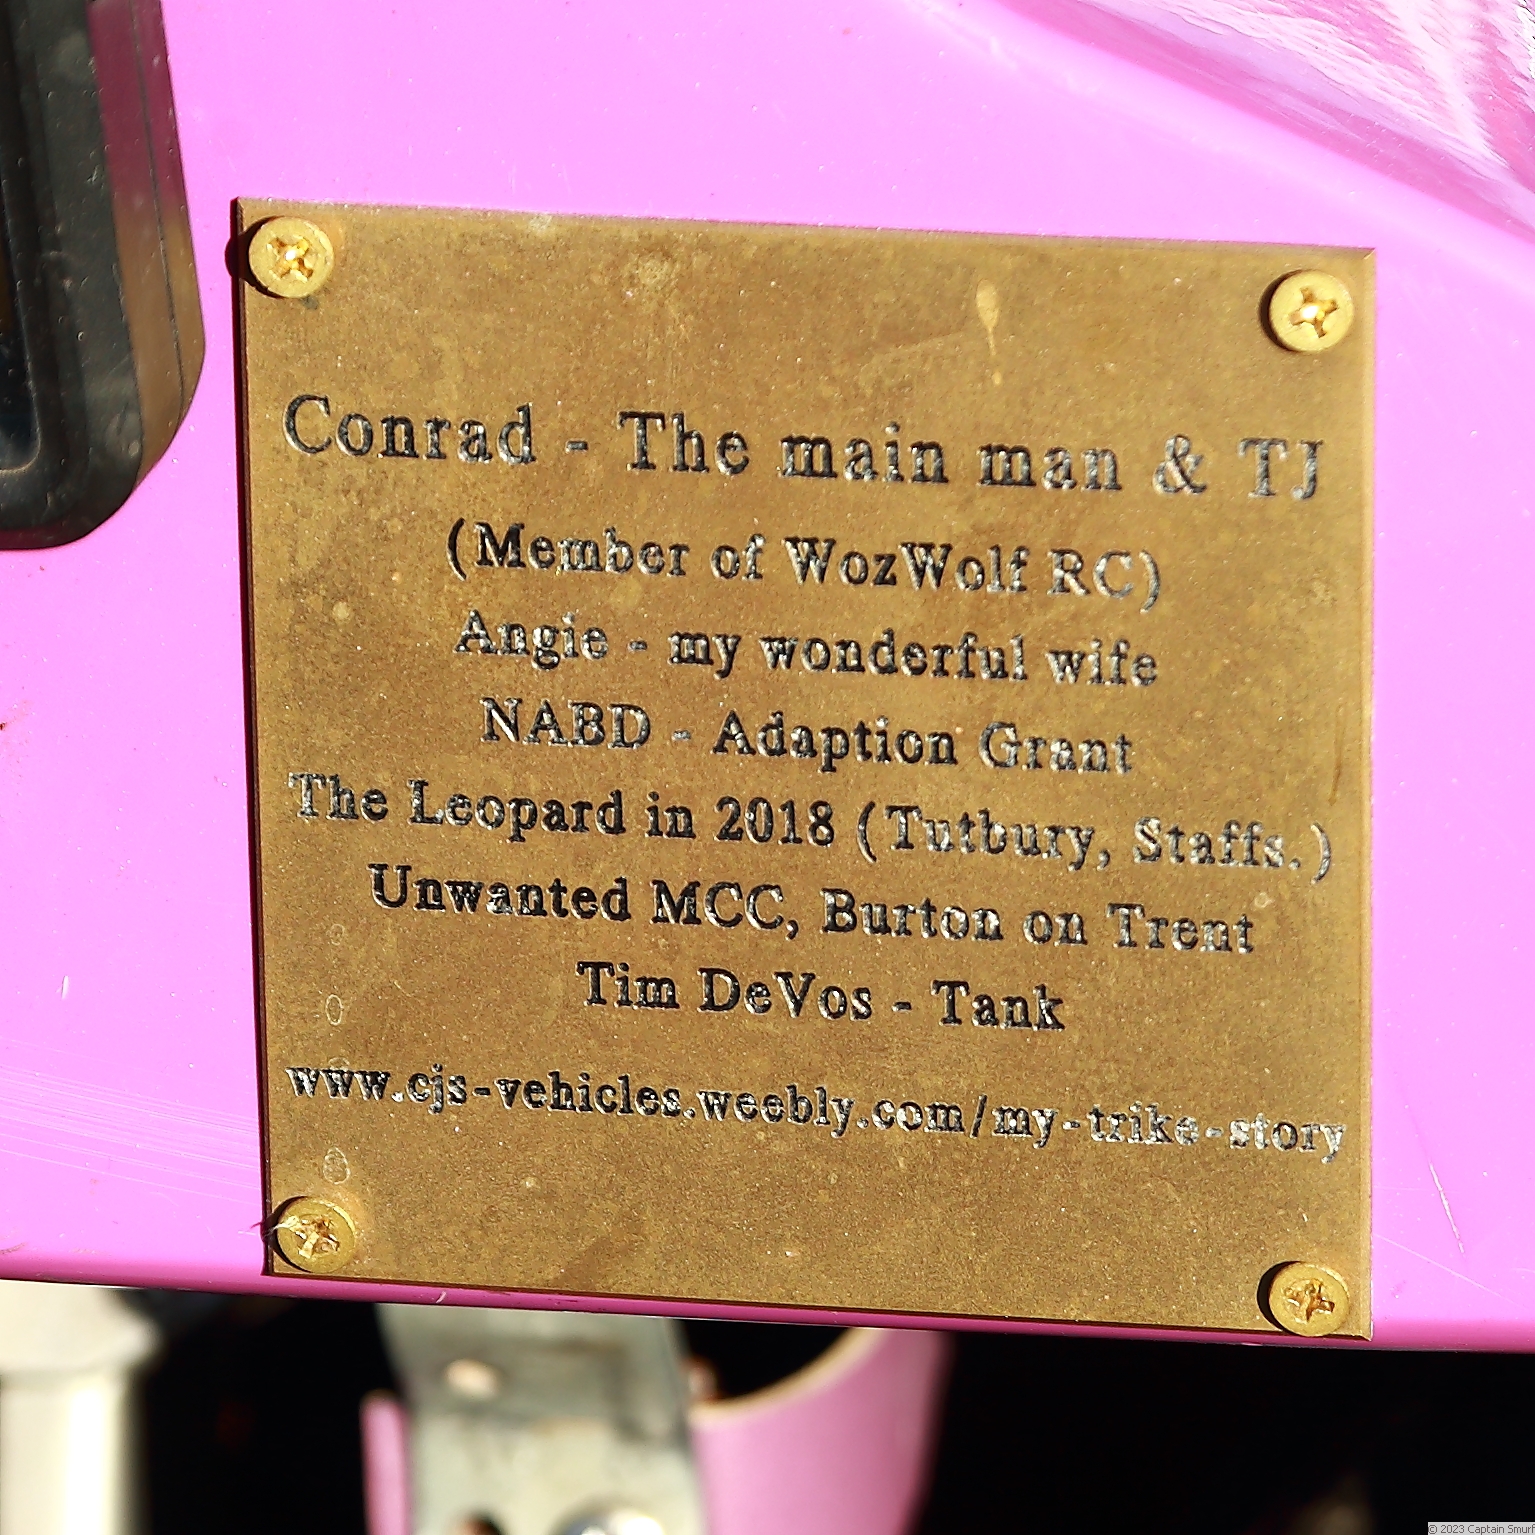 Conrad - The main man & TJ
(Member of WozWolf RC)
Angie - my wonderful wife
NABD - Adaption Grant
The Leopard in 2018 (Tutbury, Staffs.)
Unwanted MCC, Burton on Trent
Tim DeVos - Tank
www.cjs-vehicles.weebly.com/my-trike-story
© 2023 Captain Smurf